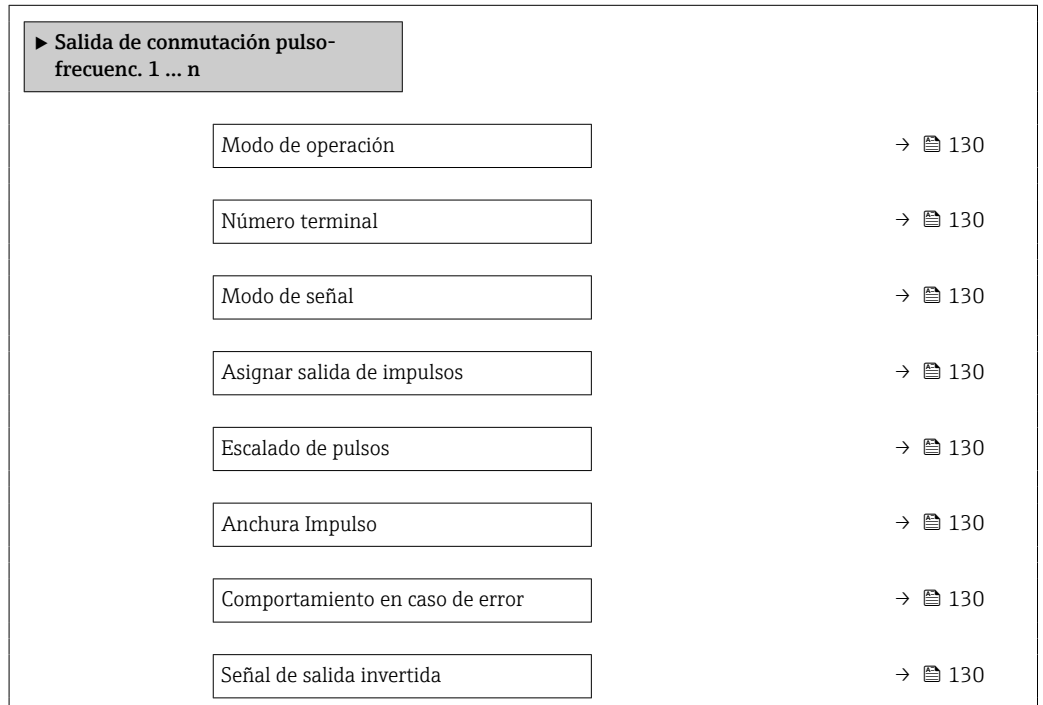 ▶ Salida de conmutación pulso-
frecuenc. 1 ... n
Modo de operación → 130
Número terminal → 130
Modo de señal → 130
Asignar salida de impulsos → 130
Escalado de pulsos → 130
Anchura Impulso → 130
Comportamiento en caso de error → 130
Señal de salida invertida → 130